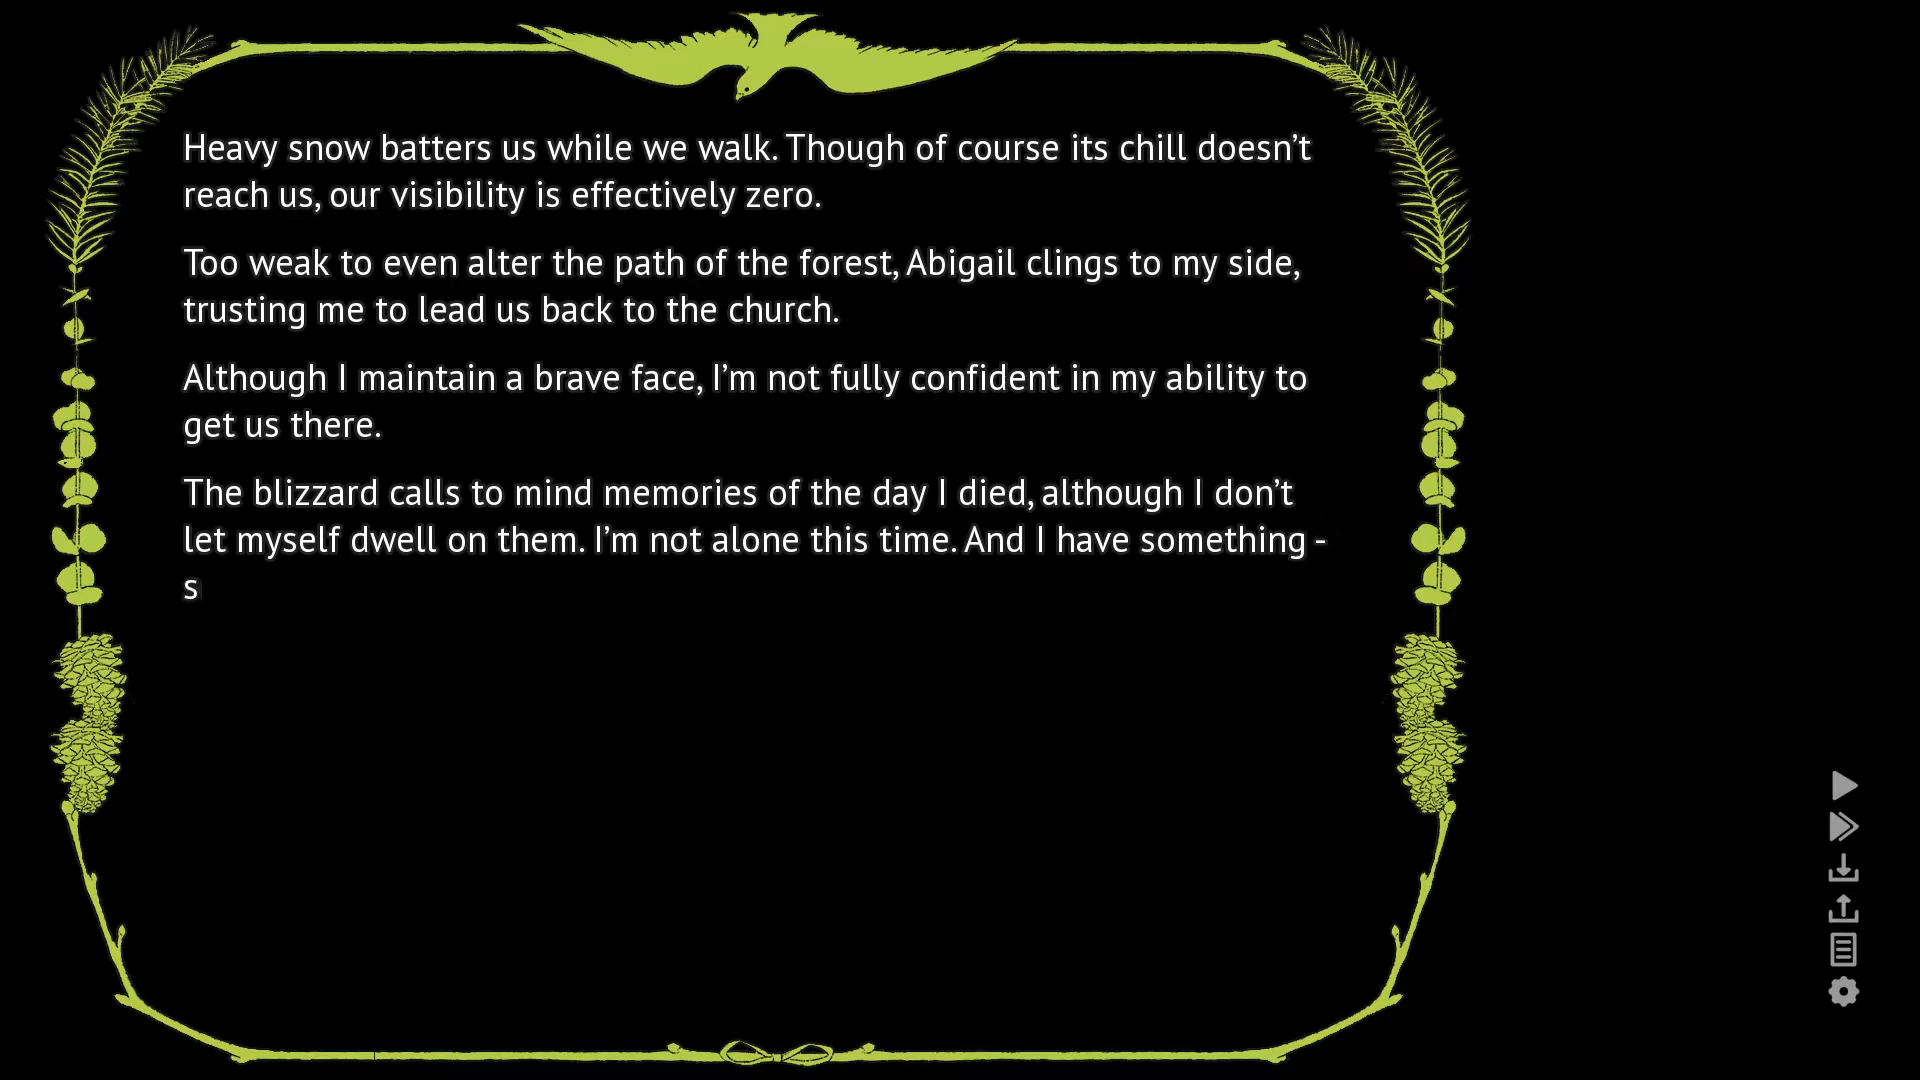 Heavy snow batters us while we walk. Though of course its chill doesn’t
reach us, our visibility is effectively zero.
Too weak to even alter the path of the forest, Abigail clings to my side,
trusting me to lead us back to the church.
Although I maintain a brave face, I’m not fully confident in my ability to
get us there.
The blizzard calls to mind memories of the day I died, although I don’t
let myself dwell on them. I’m not alone this time. And I have something -
s